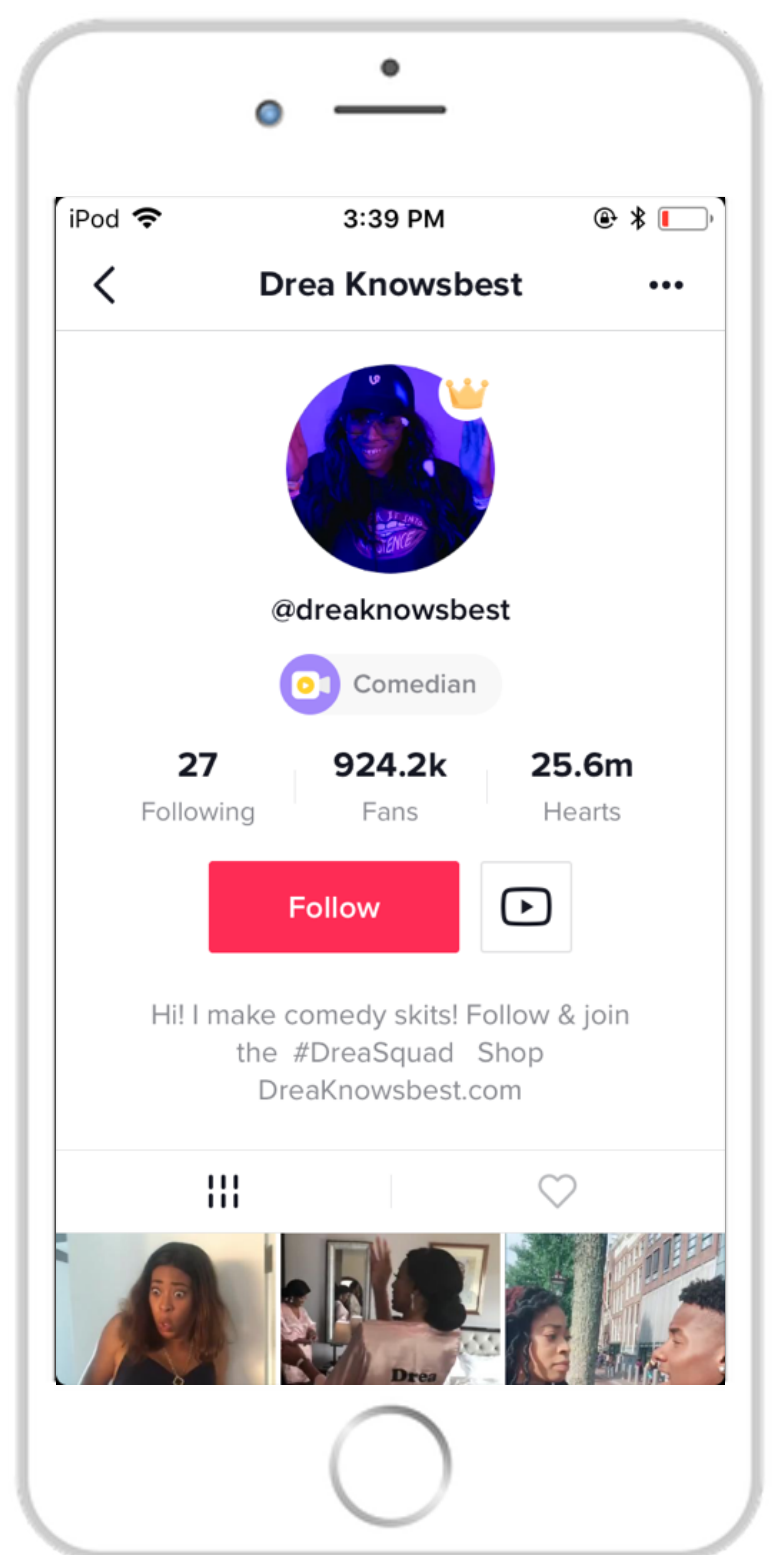 iPod 3:39 PM
Drea Knowsbest
@dreaknowsbest
Comedian
27 924.2k 25.6m
Following Fans Hearts
Follow
Hi! I make comedy skits! Follow & join
the #DreaSquad Shop
DreaKnowsbest.com
Drea